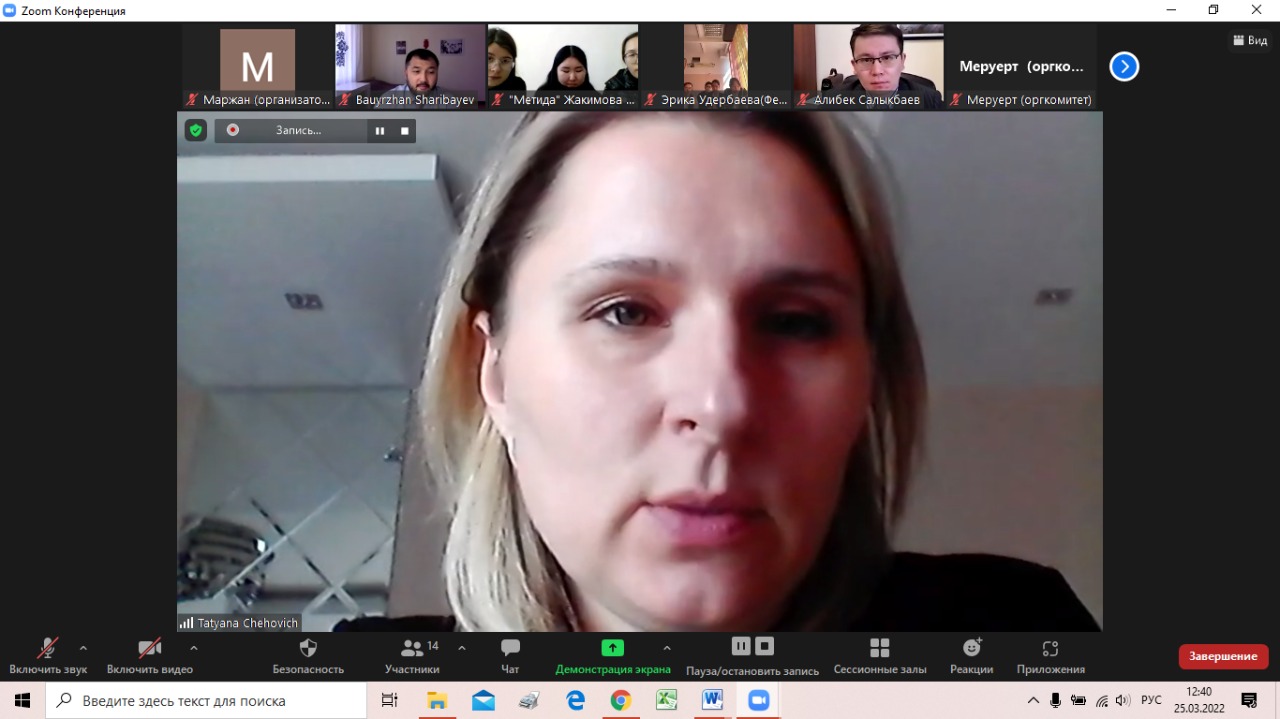 Zoom Конференция
Вид
M
Меруерт (оргко...
Маржан (организато...
Bauyrzhan Sharibayev
"Метида" Жакимова ...
Эрика Удербаева(Фе...
Алибек Салыкбаев
Меруерт (оргкомитет)
Запись...
Tatyana Chehovich
14
Включить звук
Включить видео
Безопасность
Участники
Чат
Демонстрация экрана
Пауза/остановить запись
Сессионные залы
Реакции
Приложения
Завершение
Введите здесь текст для поиска
РУС
12:40
25.03.2022